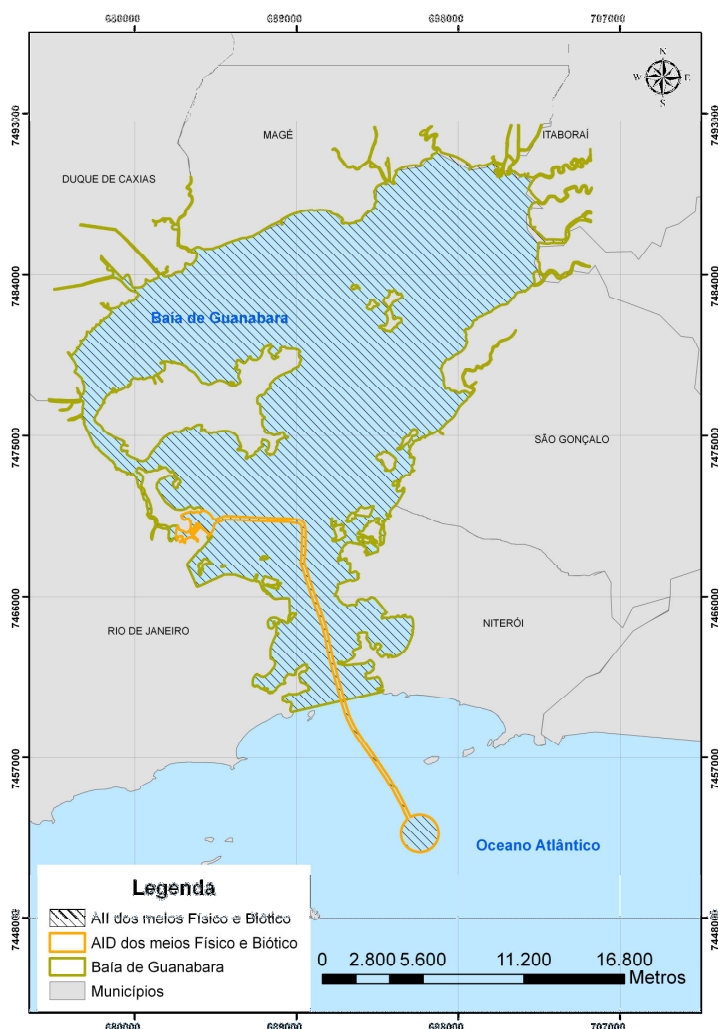 680000 689000 698000 707000
N
W E
S
7493000 7493000
MAGÉ ITABORAÍ
DUQUE DE CAXIAS
7484000 7484000
Baía de Guanabara
7475000 7475000
SÃO GONÇALO
7466000 7466000
RIO DE JANEIRO NITERÓI
7457000 7457000
Oceano Atlântico
Legenda
AII dos meios Físico e Biótico
AID dos meios Físico e Biótico
Baía de Guanabara
Municípios
7448000 7448000
0 2.800 5.600 11.200 16.800
Metros
680000 689000 698000 707000